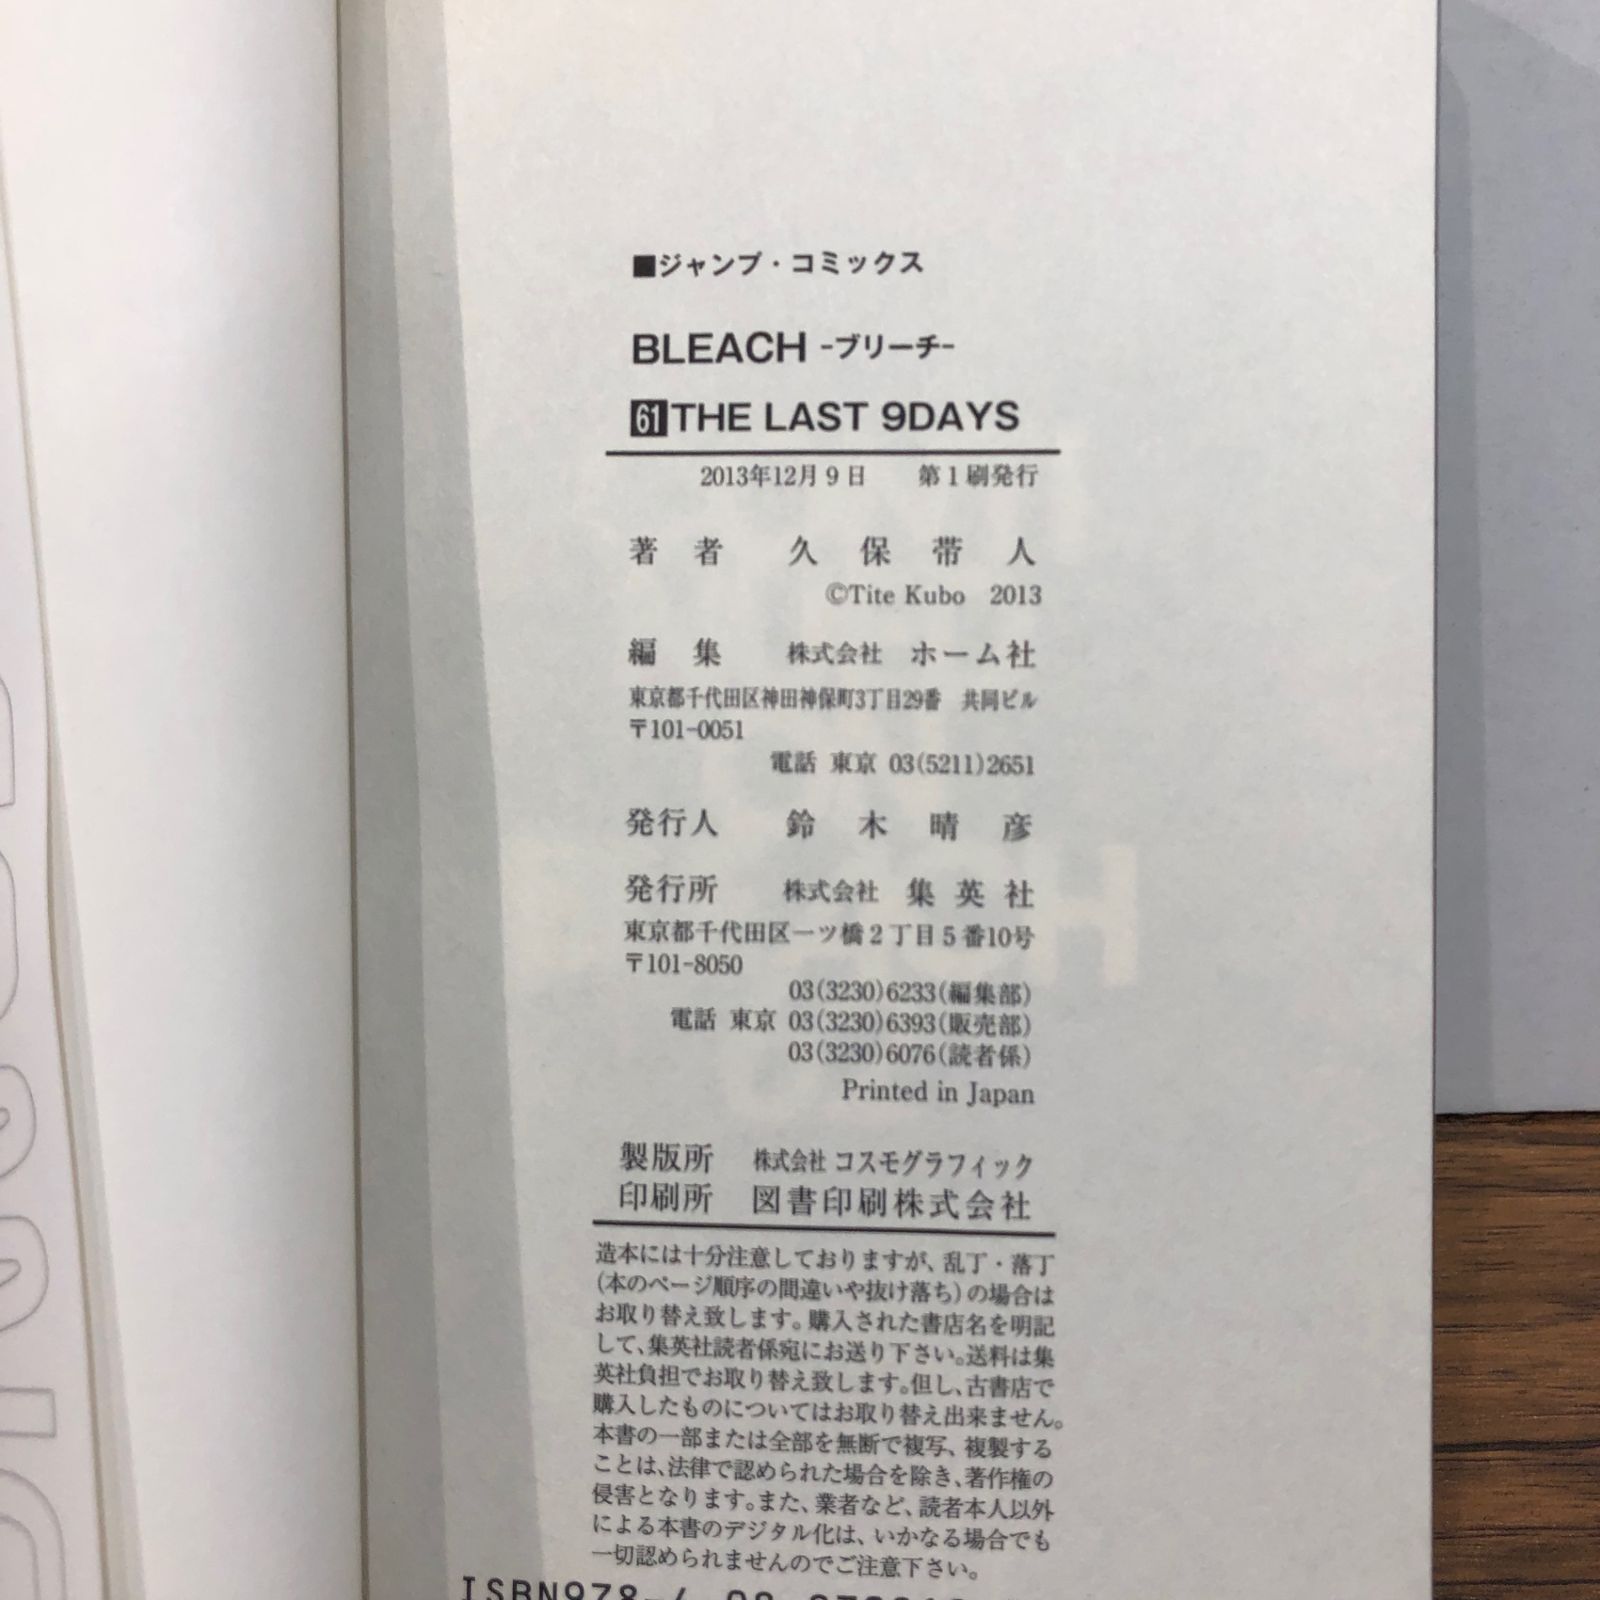 ■ジャンプ・コミックス
BLEACH -ブリーチ-
61 THE LAST 9DAYS
2013年12月9日 第1刷発行
著者 久保帯人
©Tite Kubo 2013
編集 株式会社 ホーム社
東京都千代田区神田神保町3丁目29番 共同ビル
〒101-0051
電話 東京 03(5211)2651
発行人 鈴木晴彦
発行所 株式会社 集英社
東京都千代田区一ツ橋2丁目5番10号
〒101-8050
03(3230)6233(編集部)
電話 東京 03(3230)6393(販売部)
03(3230)6076(読者係)
Printed in Japan
製版所 株式会社 コスモグラフィック
印刷所 図書印刷株式会社
造本には十分注意しておりますが、乱丁・落丁
(本のページ順序の間違いや抜け落ち)の場合は
お取り替え致します。購入された書店名を明記
して、集英社読者係宛にお送り下さい。送料は集
英社負担でお取り替え致します。但し、古書店で
購入したものについてはお取り替え出来ません。
本書の一部または全部を無断で複写、複製する
ことは、法律で認められた場合を除き、著作権の
侵害となります。また、業者など、読者本人以外
による本書のデジタル化は、いかなる場合でも
一切認められませんのでご注意下さい。
ISBN978-4-08-